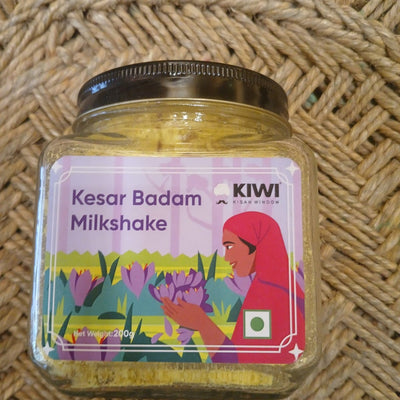 Kesar Badam
Milkshake
KIWI
KISAN WINDOW
Net Weight: 200g